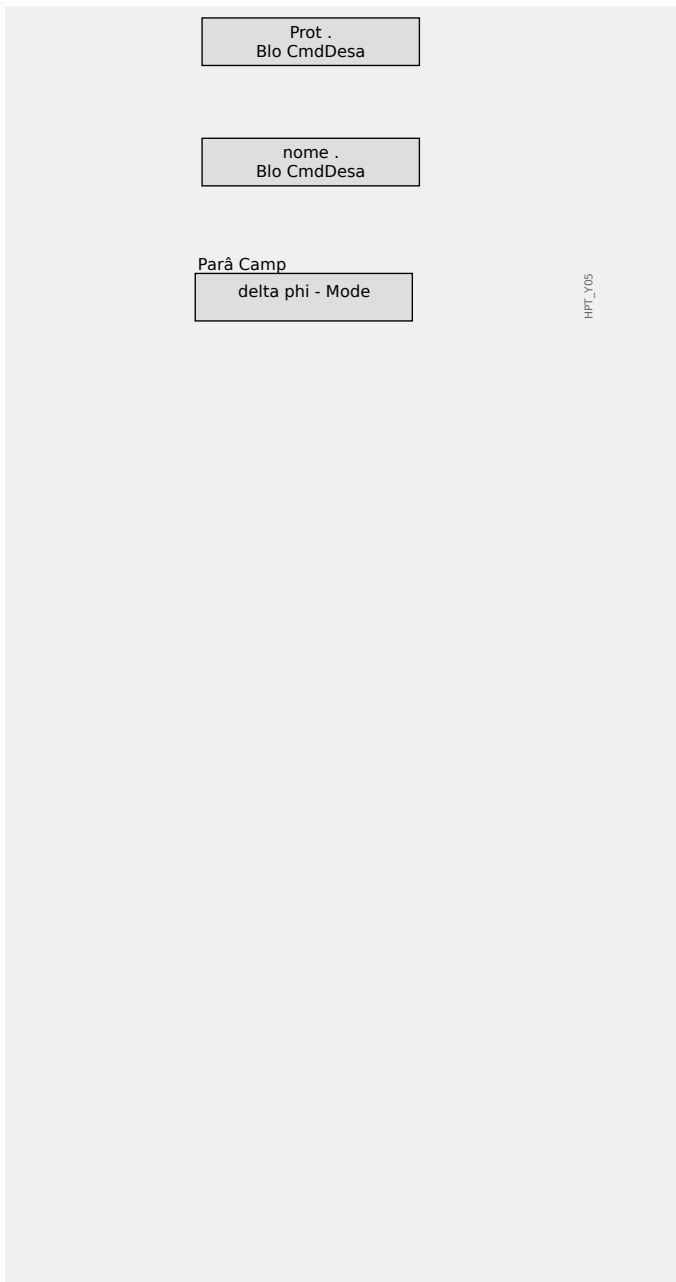 Prot .
Blo CmdDesa
nome .
Blo CmdDesa
Parâ Camp
delta phi - Mode
HPT_Y05